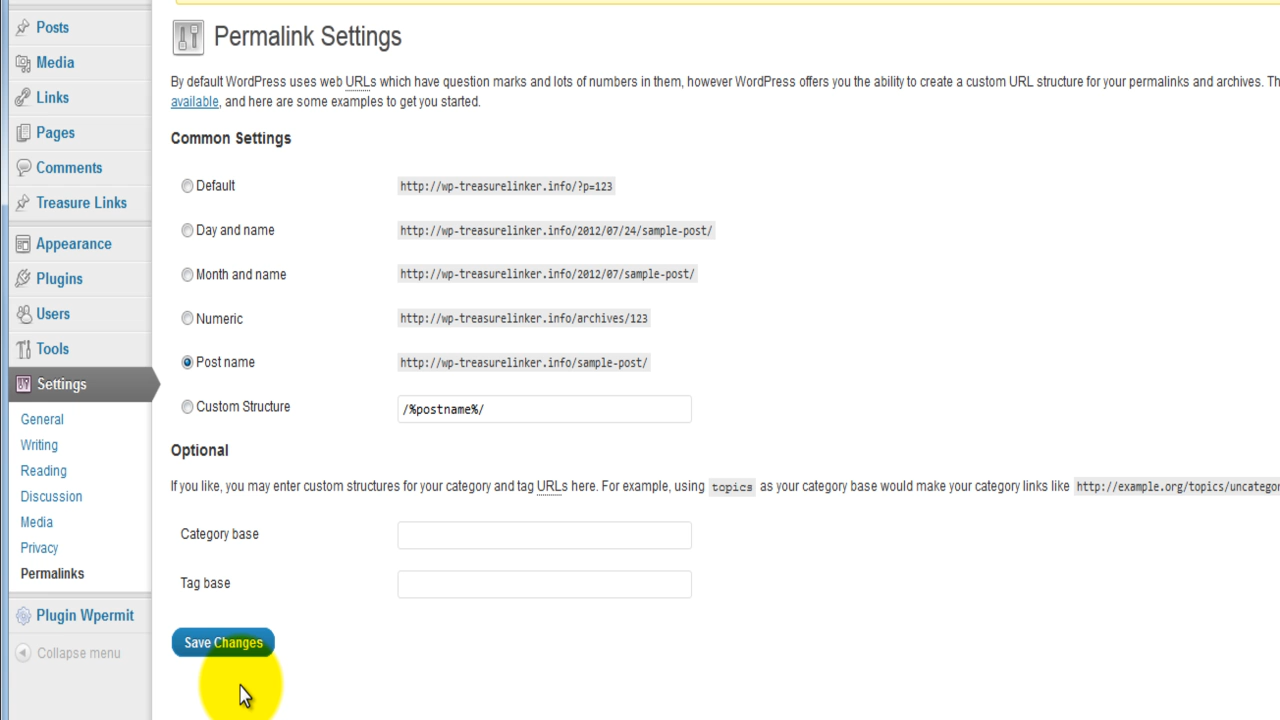 Posts
Media
Links
Pages
Comments
Treasure Links
Appearance
Plugins
Users
Tools
Settings
General
Writing
Reading
Discussion
Media
Privacy
Permalinks
Plugin Wpermit
Collapse menu
Permalink Settings
By default WordPress uses web URLs which have question marks and lots of numbers in them, however WordPress offers you the ability to create a custom URL structure for your permalinks and archives.
available, and here are some examples to get you started.
Common Settings
Default http://wp-treasurelinker.info/?p=123
Day and name http://wp-treasurelinker.info/2012/07/24/sample-post/
Month and name http://wp-treasurelinker.info/2012/07/sample-post/
Numeric http://wp-treasurelinker.info/archives/123
Post name http://wp-treasurelinker.info/sample-post/
Custom Structure /%postname%/
Optional
If you like, you may enter custom structures for your category and tag URLs here. For example, using topics as your category base would make your category links like http://example.org/topics/uncategor
Category base
Tag base
Save Changes